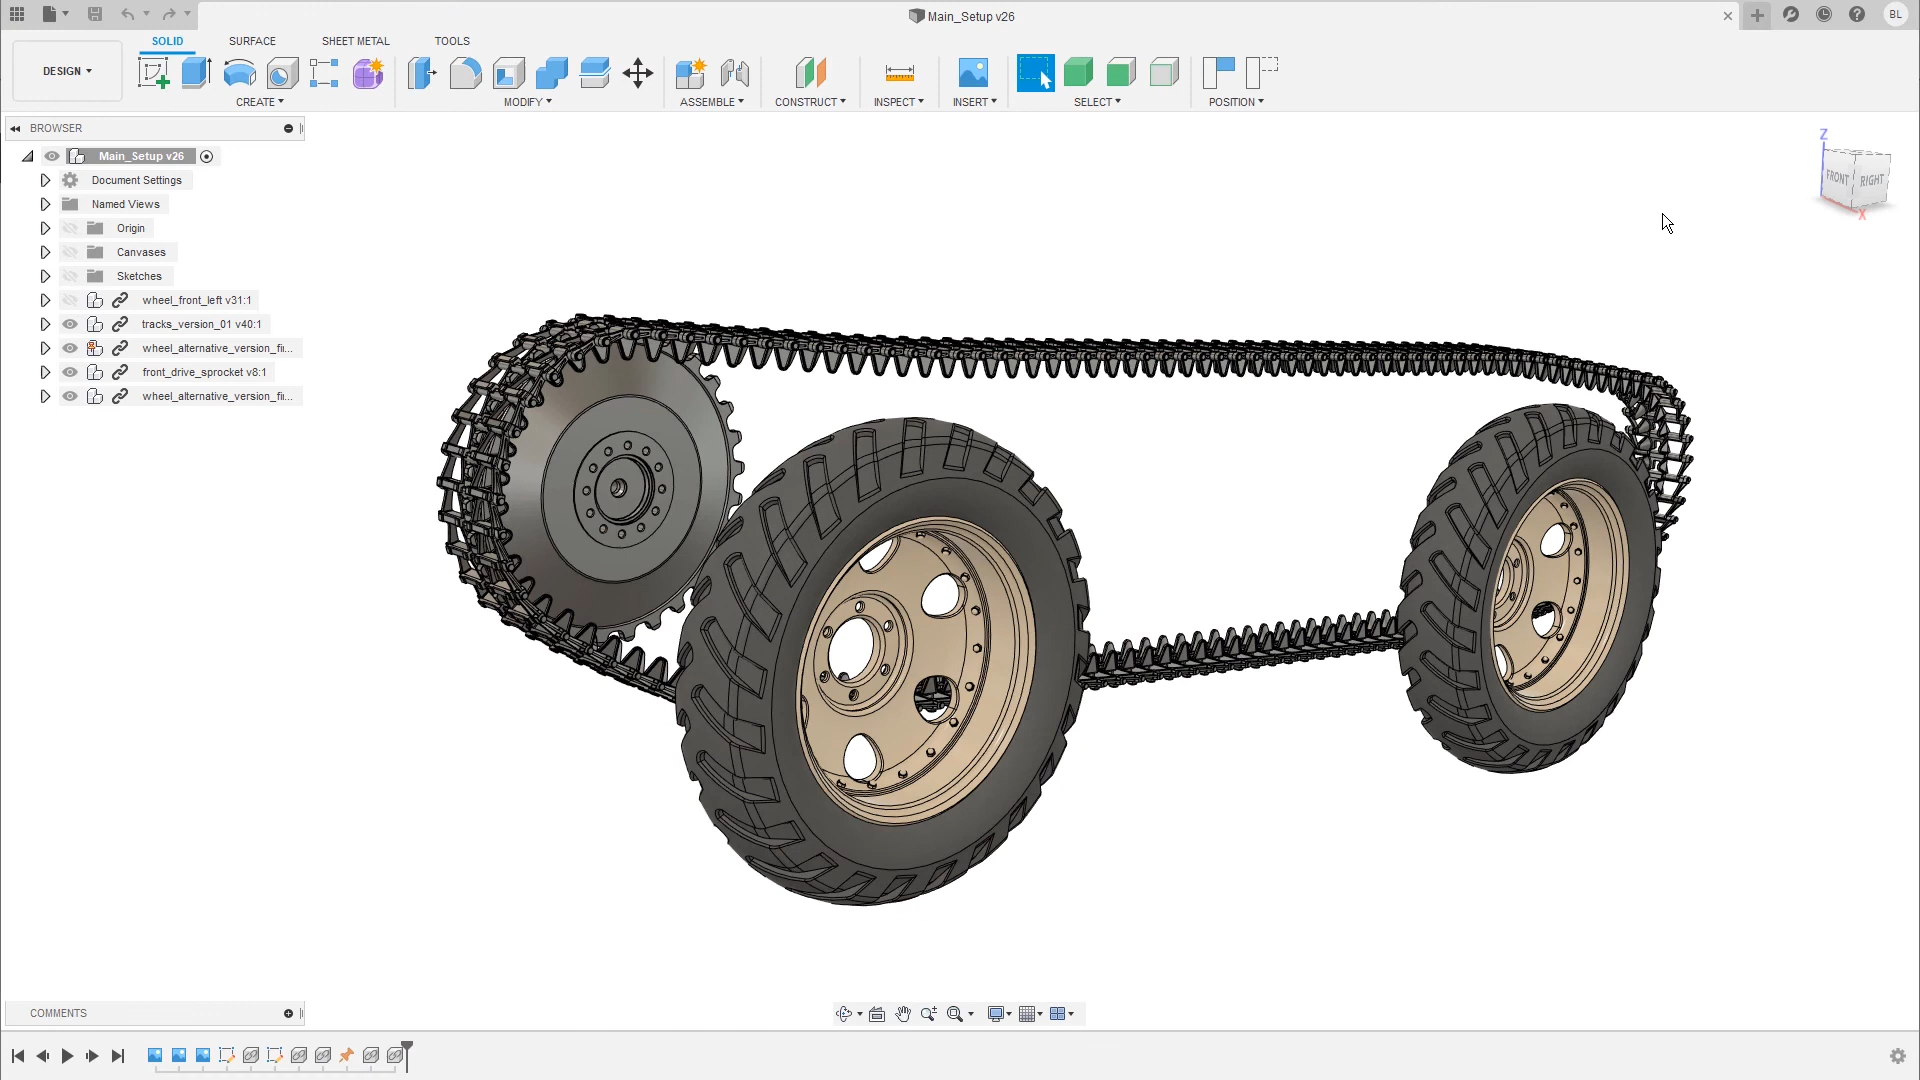 Main_Setup v26
BL
DESIGN
SOLID
SURFACE
SHEET METAL
TOOLS
CREATE
MODIFY
ASSEMBLE
CONSTRUCT
INSPECT
INSERT
SELECT
POSITION
BROWSER
Main_Setup v26
Document Settings
Named Views
Origin
Canvases
Sketches
wheel_front_left v31:1
tracks_version_01 v40:1
wheel_alternative_version_fi...
front_drive_sprocket v8:1
wheel_alternative_version_fi...
Z
FRONT
RIGHT
X
COMMENTS